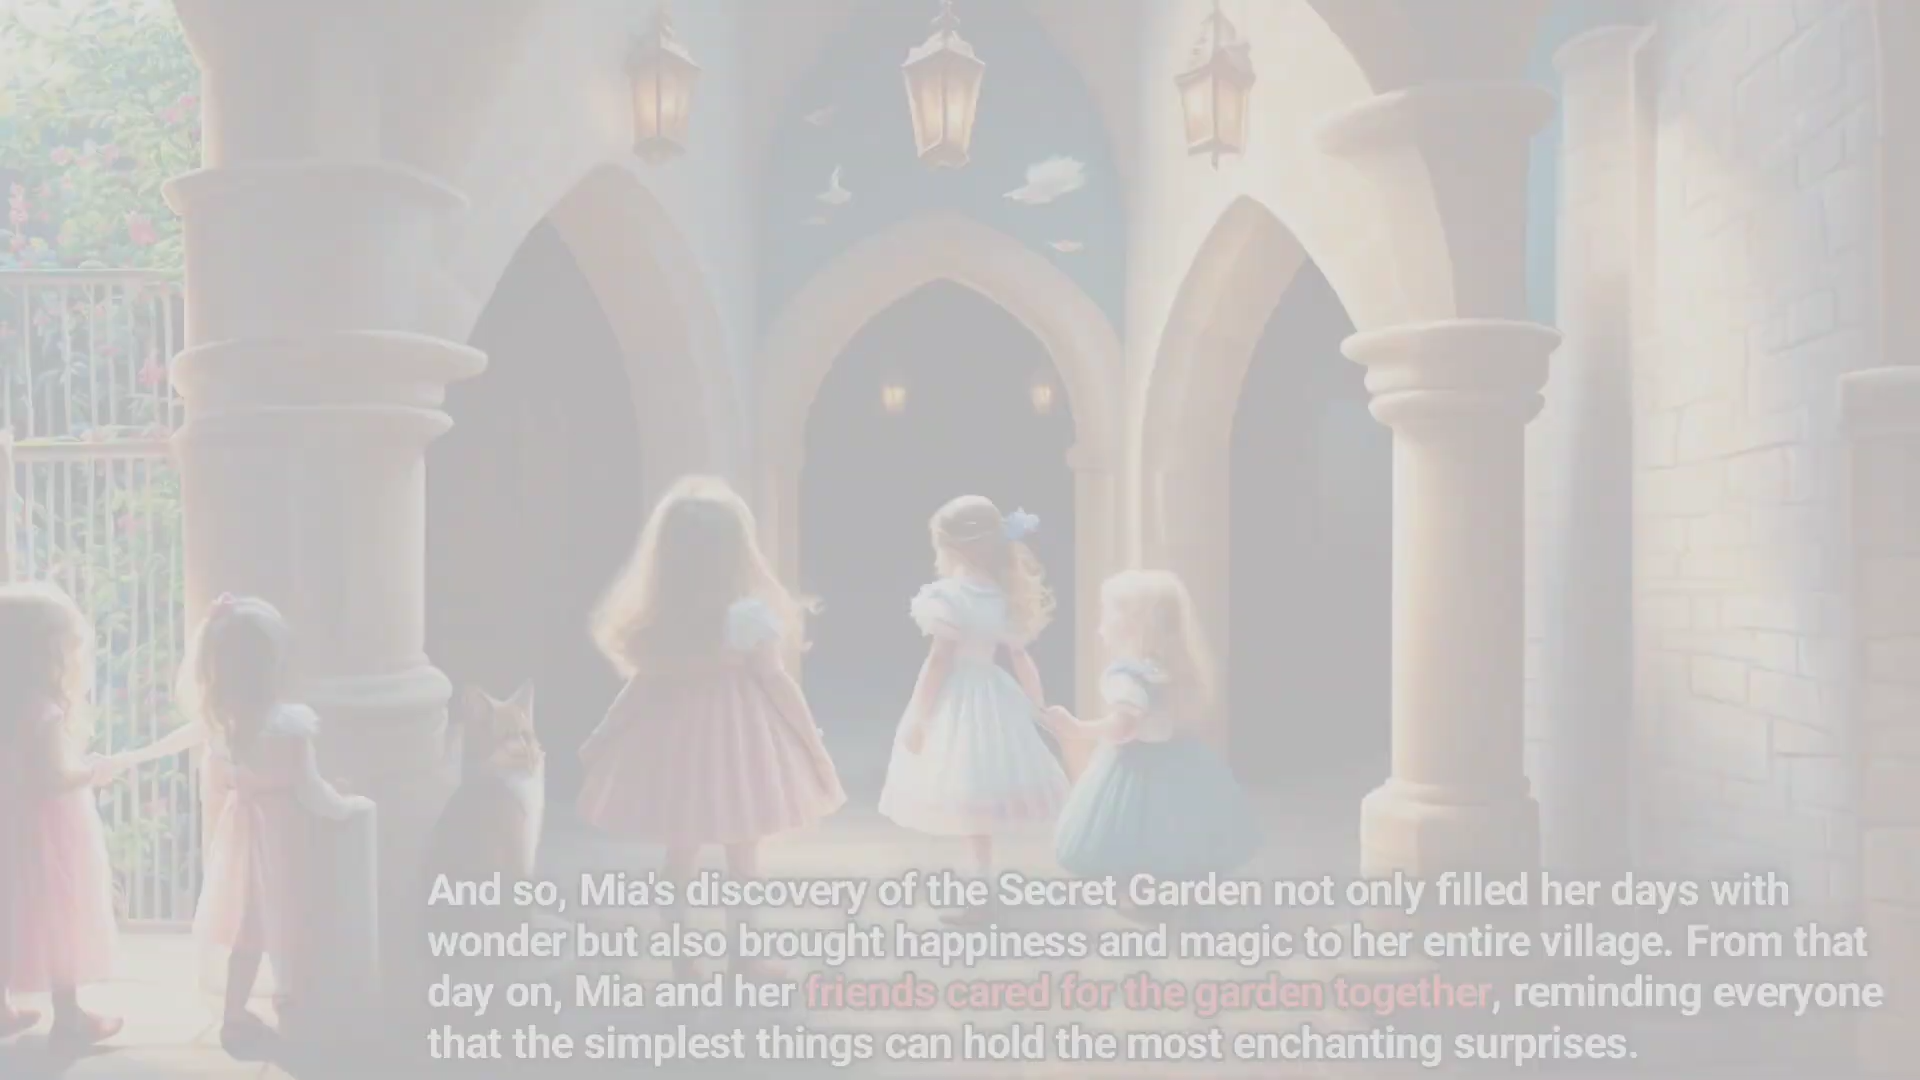 And so, Mia's discovery of the Secret Garden not only filled her days with
wonder but also brought happiness and magic to her entire village. From that
day on, Mia and her friends cared for the garden together, reminding everyone
that the simplest things can hold the most enchanting surprises.